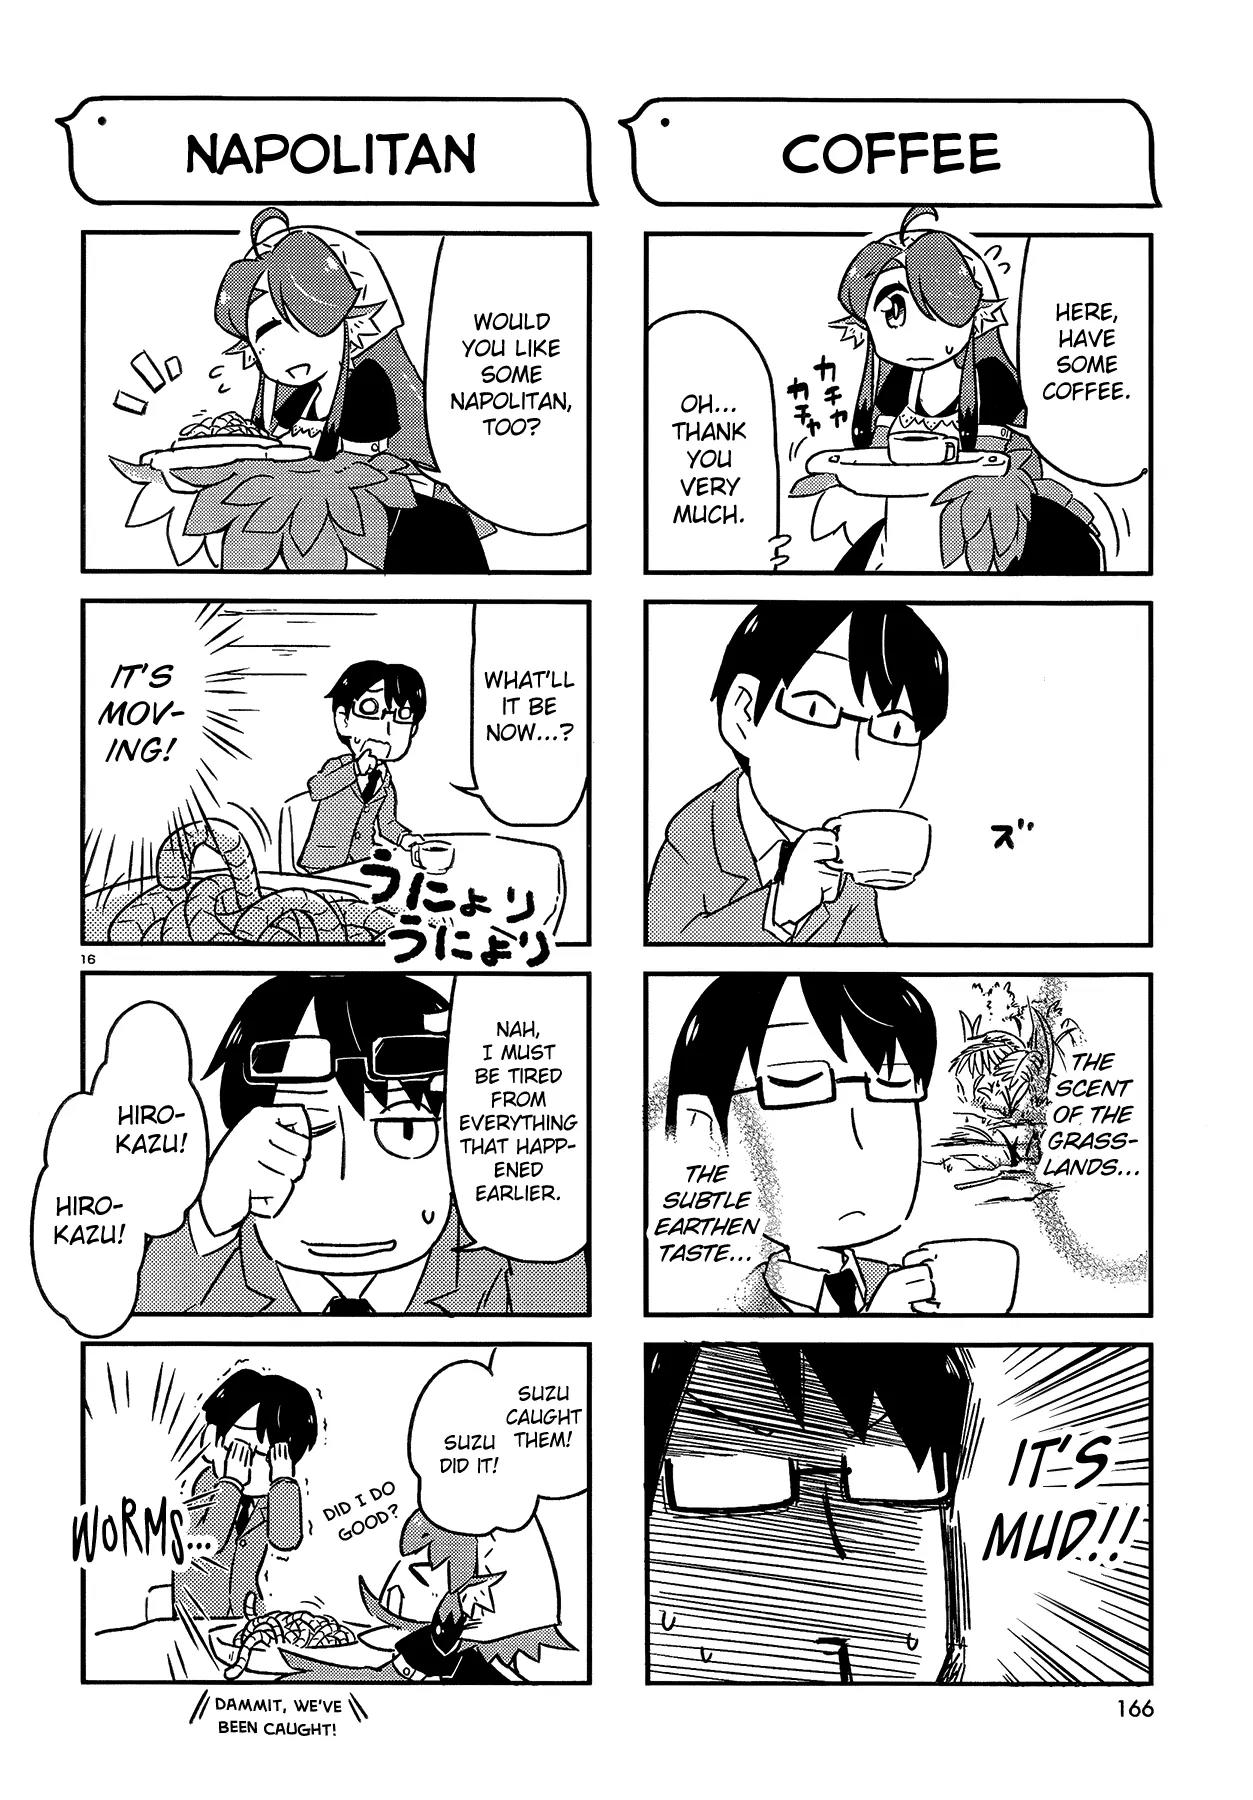 COFFEE
HERE,
HAVE
SOME
COFFEE.
カチャ
カチャ
OH...
THANK
YOU
VERY
MUCH.
ズ
THE
SCENT
OF THE
GRASS-
LANDS...
THE
SUBTLE
EARTHEN
TASTE...
IT'S
MUD!!
166
NAPOLITAN
WOULD
YOU LIKE
SOME
NAPOLITAN,
TOO?
WHAT'LL
IT BE
NOW...?
IT'S
MOV-
ING!
うにょり
うにょり
16
NAH,
I MUST
BE TIRED
FROM
EVERYTHING
THAT HAPP-
ENED
EARLIER.
HIRO-
KAZU!
HIRO-
KAZU!
SUZU
CAUGHT
THEM!
SUZU
DID IT!
DID I DO
GOOD?
WORMS...
DAMMIT, WE'VE
BEEN CAUGHT!